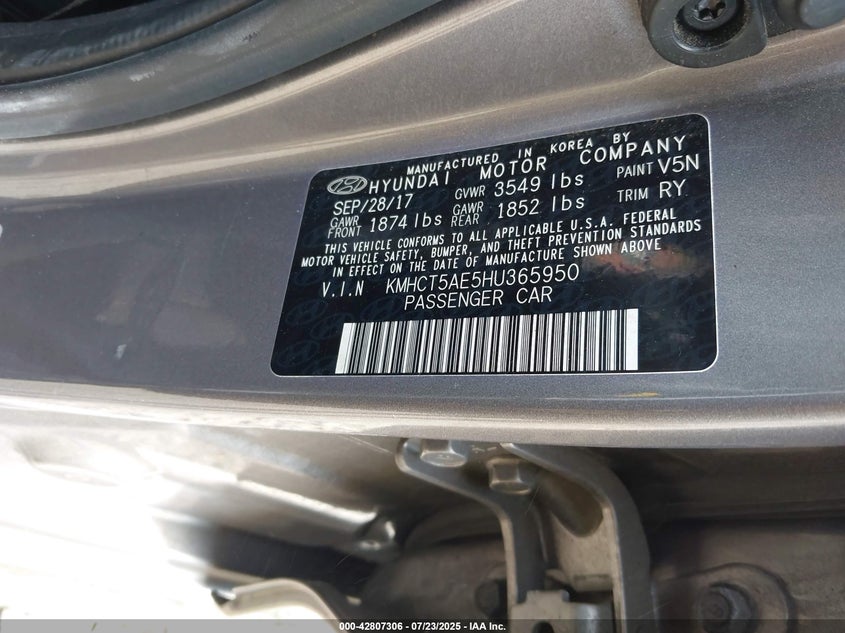 MANUFACTURED IN KOREA BY
HYUNDAI MOTOR COMPANY
SEP/28/17 GVWR 3549 lbs PAINT V5N
GAWR FRONT 1874 lbs GAWR REAR 1852 lbs TRIM RY
THIS VEHICLE CONFORMS TO ALL APPLICABLE U.S.A. FEDERAL
MOTOR VEHICLE SAFETY, BUMPER, AND THEFT PREVENTION STANDARDS
IN EFFECT ON THE DATE OF MANUFACTURE SHOWN ABOVE
V.I.N KMHCT5AE5HU365950
PASSENGER CAR
000-42807306 - 07/23/2025 - IAA Inc.